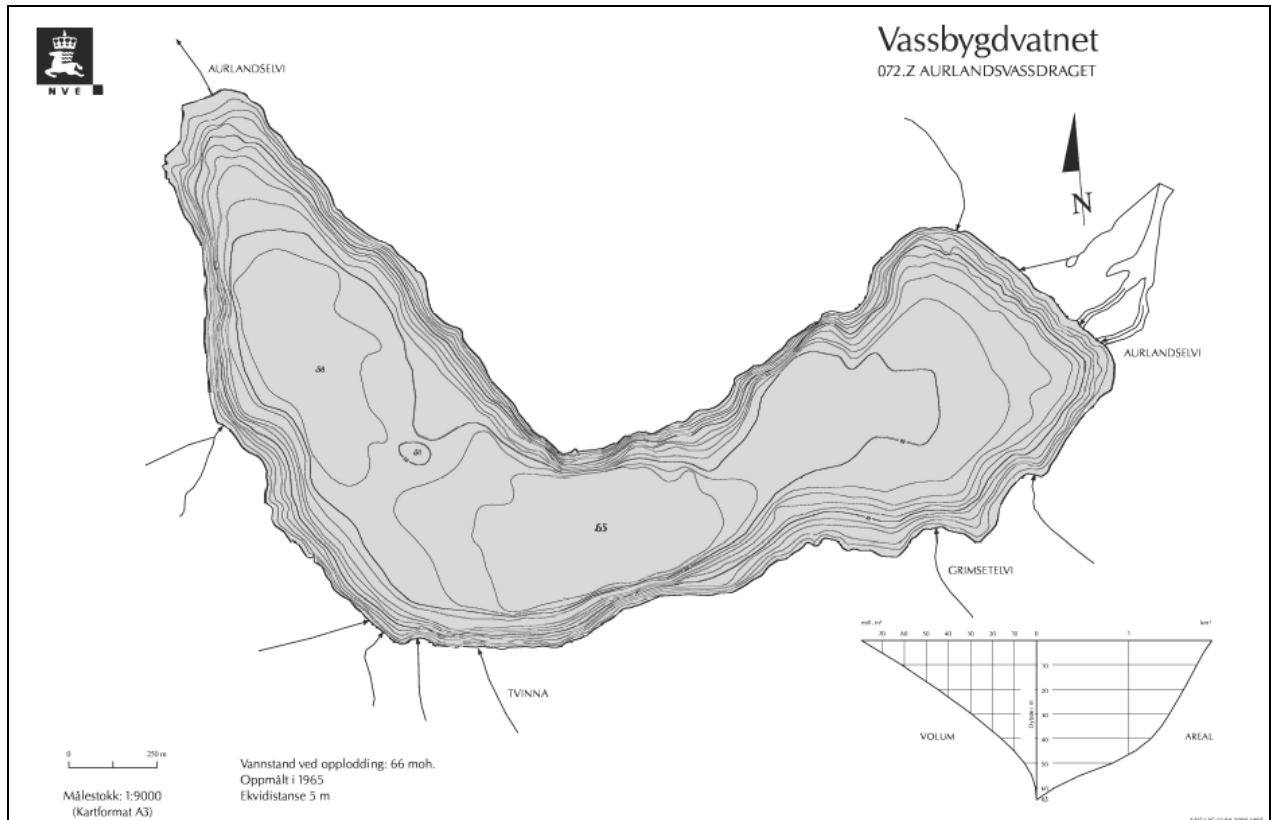 NVE
Vassbygdvatnet
072.Z AURLANDSVASSDRAGET
AURLANDSELVI
N
AURLANDSELVI
58
65
GRIMSETELVI
TVINNA
mill. m³
70 60 50 40 30 20 10 0 1
km²
10
20
30
40
50
60
65
Dybde i m
VOLUM
AREAL
0 250 m
Målestokk: 1:9000
(Kartformat A3)
Vannstand ved opplodding: 66 moh.
Oppmålt i 1965
Ekvidistanse 5 m